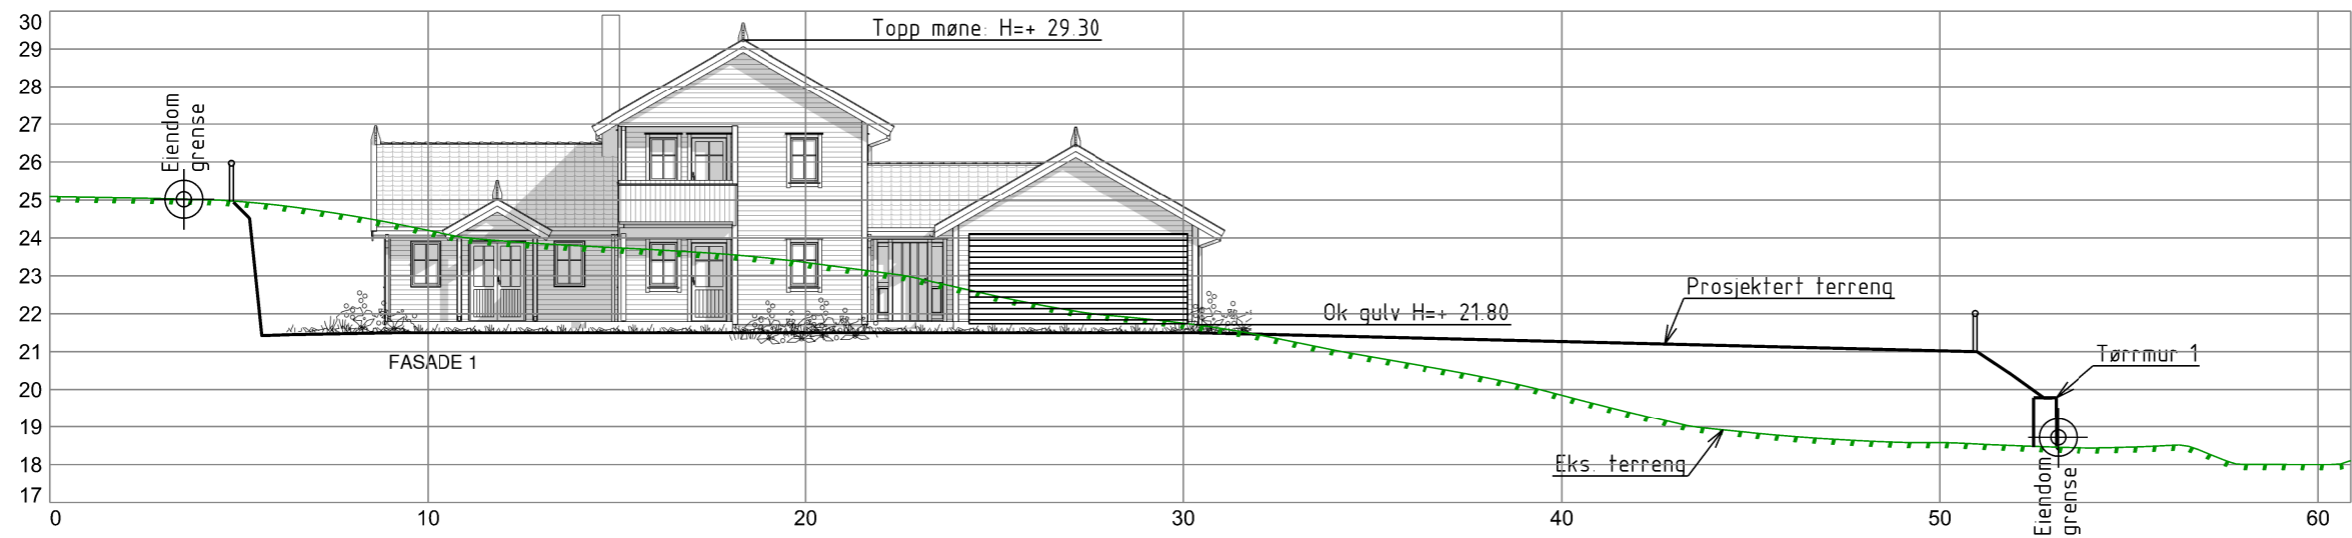 30
29
28
27
26
25
24
23
22
21
20
19
18
17
Topp møne: H=+ 29.30
Eiendom
grense
Prosjektert terreng
Ok gulv H=+ 21.80
FASADE 1
Tørrmur 1
Eks. terreng
Eiendom
grense
0 10 20 30 40 50 60